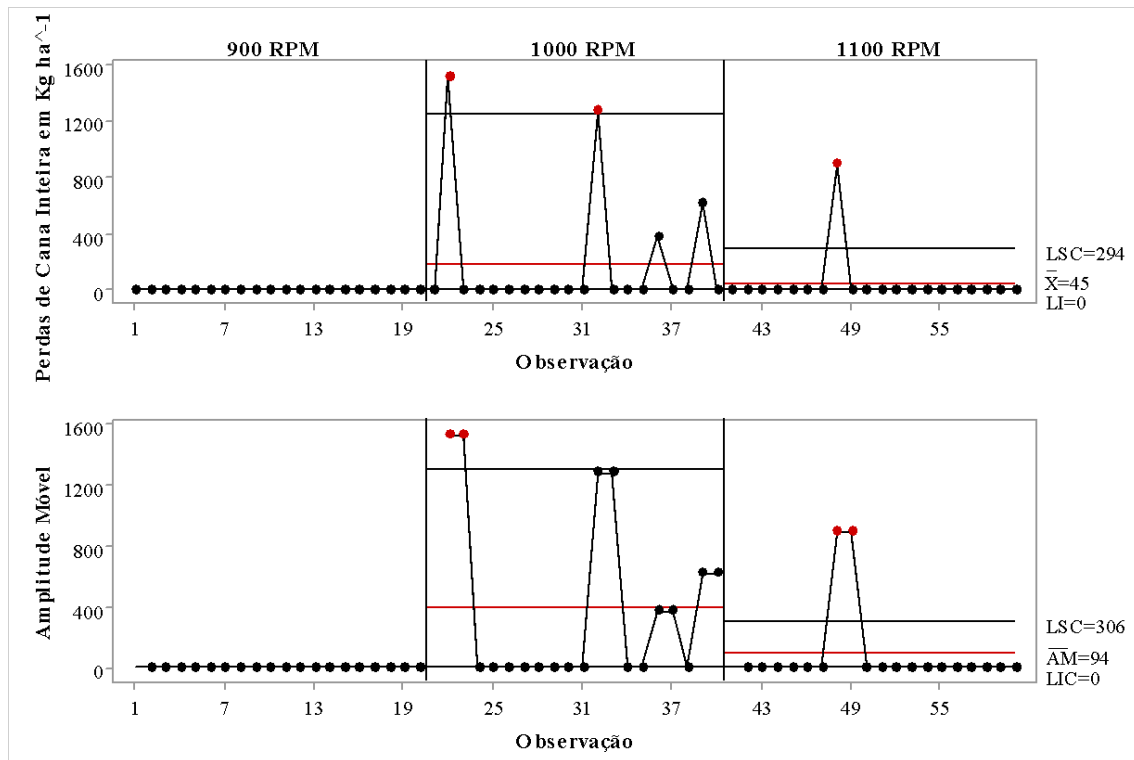 900 RPM 1000 RPM 1100 RPM
Perdas de Cana Inteira em Kg ha^-1
1600
1200
800
400
0
LSC=294
X̄=45
LI=0
1 7 13 19 25 31 37 43 49 55
Observação
Amplitude Móvel
1600
1200
800
400
0
LSC=306
A̅M̅=94
LIC=0
1 7 13 19 25 31 37 43 49 55
Observação